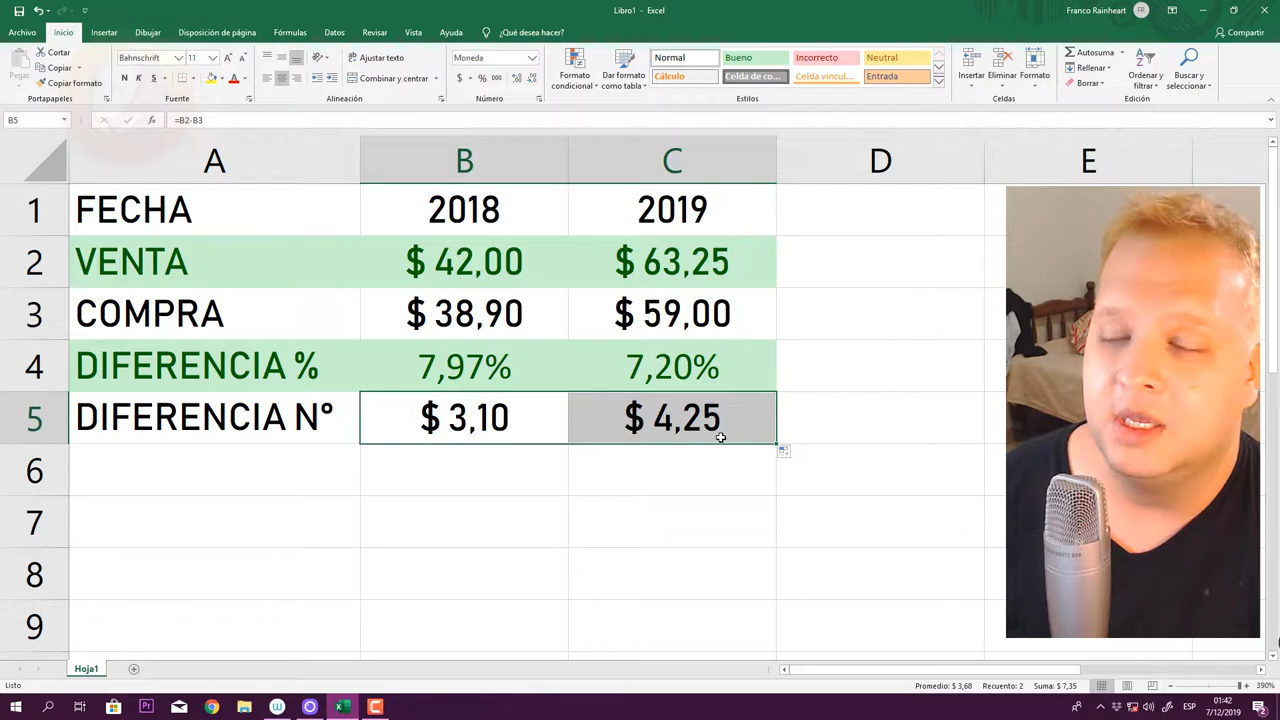 Libro1 - Excel
Franco Rainheart FR
Archivo Inicio Insertar Dibujar Disposición de página Fórmulas Datos Revisar Vista Ayuda ¿Qué desea hacer? Compartir
Pegar
Cortar
Copiar
Copiar formato
Portapapeles
Bahnschrift 11
N K S
Fuente
Ajustar texto
Combinar y centrar
Alineación
Moneda
$ % 000
Número
Formato condicional
Dar formato como tabla
Normal Bueno Incorrecto Neutral
Cálculo Celda de co... Celda vincul... Entrada
Estilos
Insertar Eliminar Formato
Celdas
Autosuma
Rellenar
Borrar
Ordenar y filtrar
Buscar y seleccionar
Edición
B5 fx =B2-B3
A B C D E
1 FECHA 2018 2019
2 VENTA $ 42,00 $ 63,25
3 COMPRA $ 38,90 $ 59,00
4 DIFERENCIA % 7,97% 7,20%
5 DIFERENCIA N° $ 3,10 $ 4,25
6
7
8
9
Hoja1
Listo Promedio: $ 3,68 Recuento: 2 Suma: $ 7,35 390%
ESP 01:42
7/12/2019